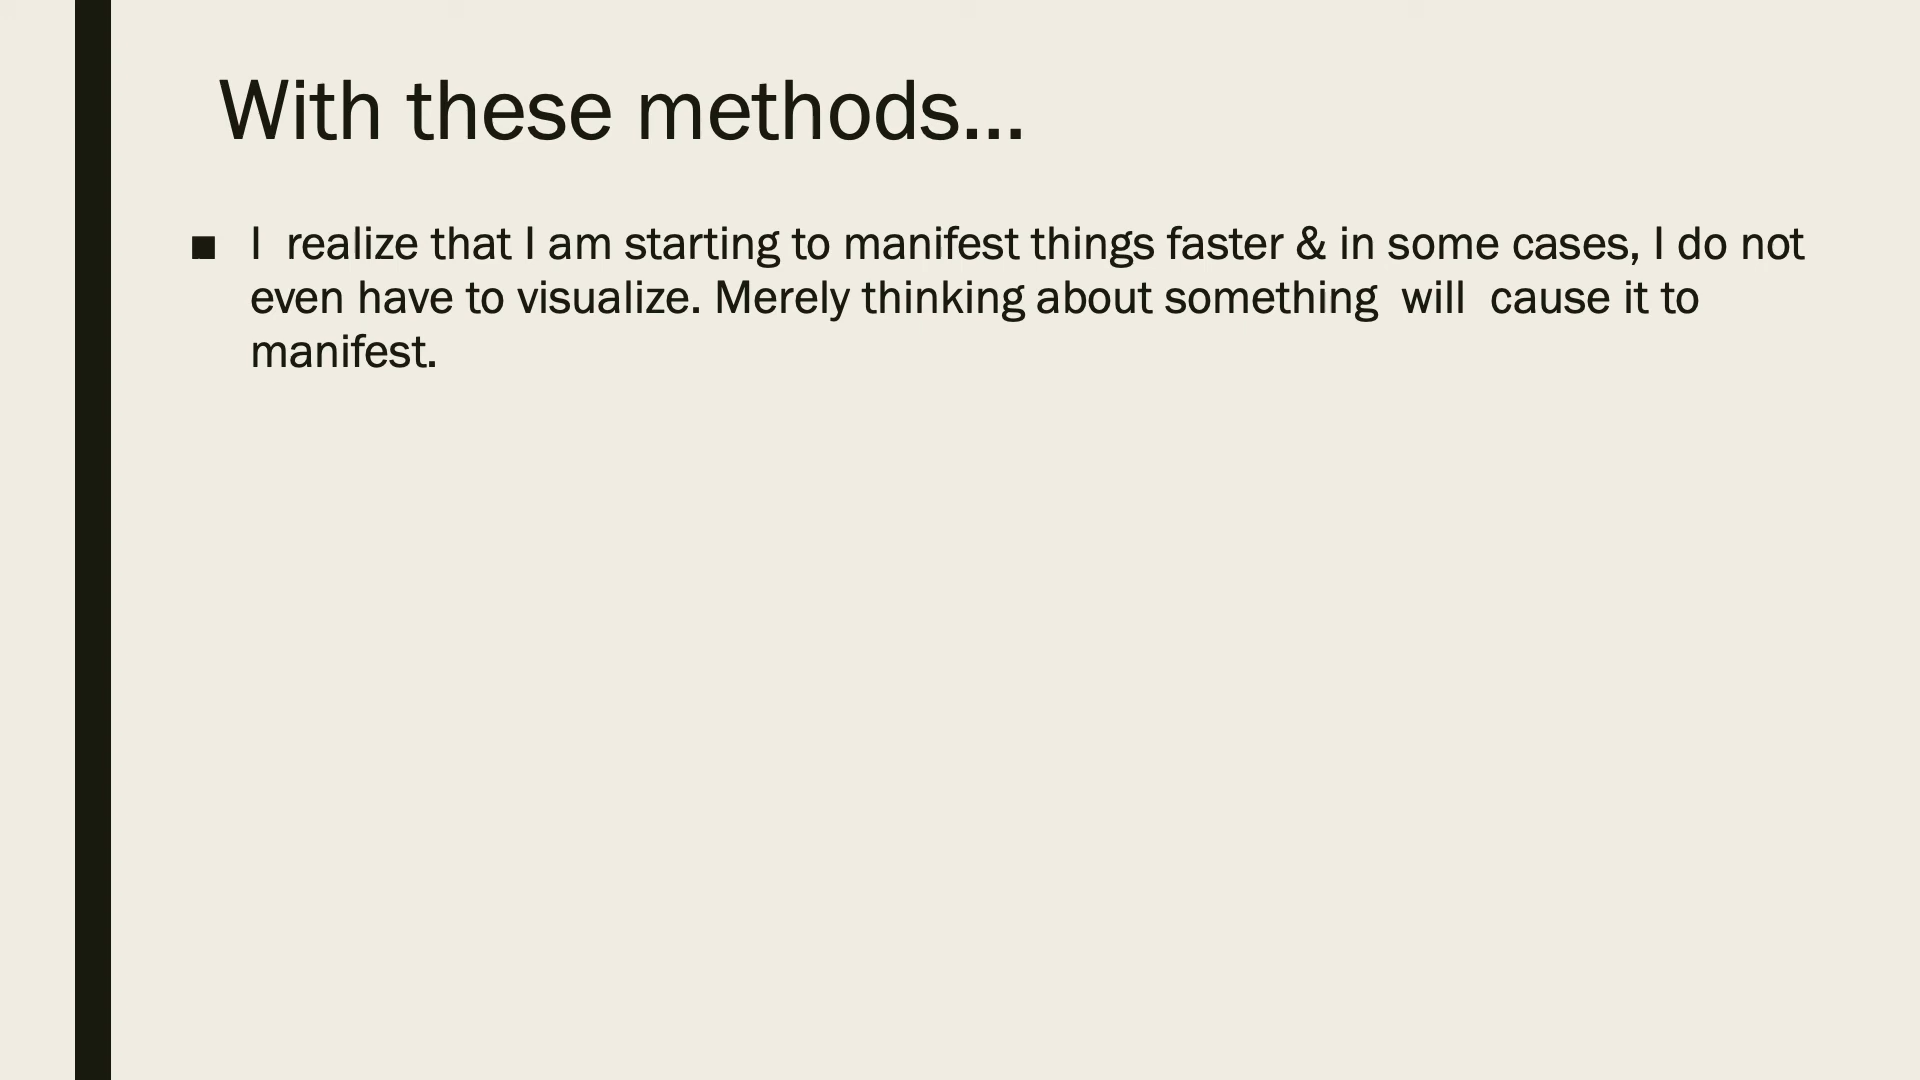 With these methods...
■ I  realize that I am starting to manifest things faster & in some cases, I do not
even have to visualize. Merely thinking about something  will  cause it to
manifest.